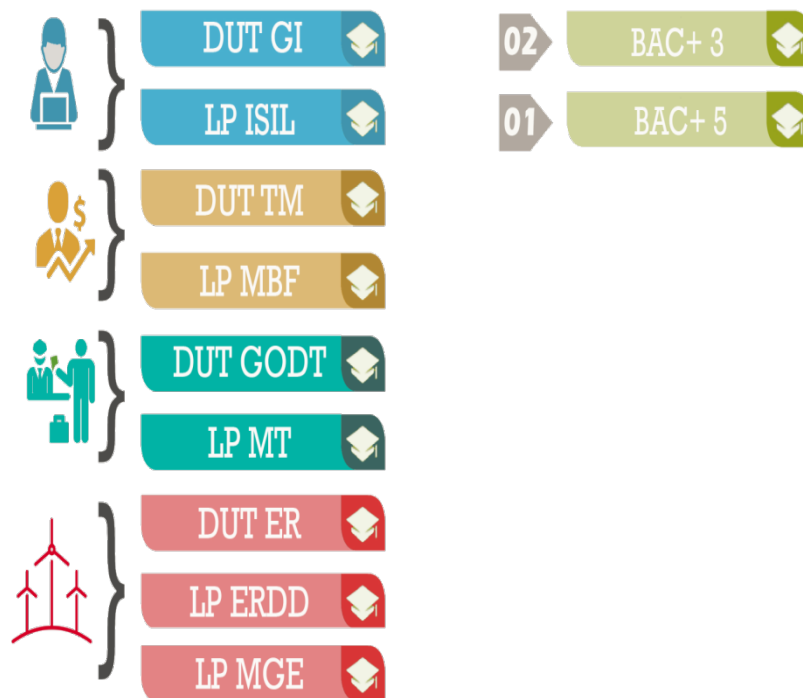 DUT GI
LP ISIL
DUT TM
LP MBF
DUT GODT
LP MT
DUT ER
LP ERDD
LP MGE
02 BAC+ 3
01 BAC+ 5